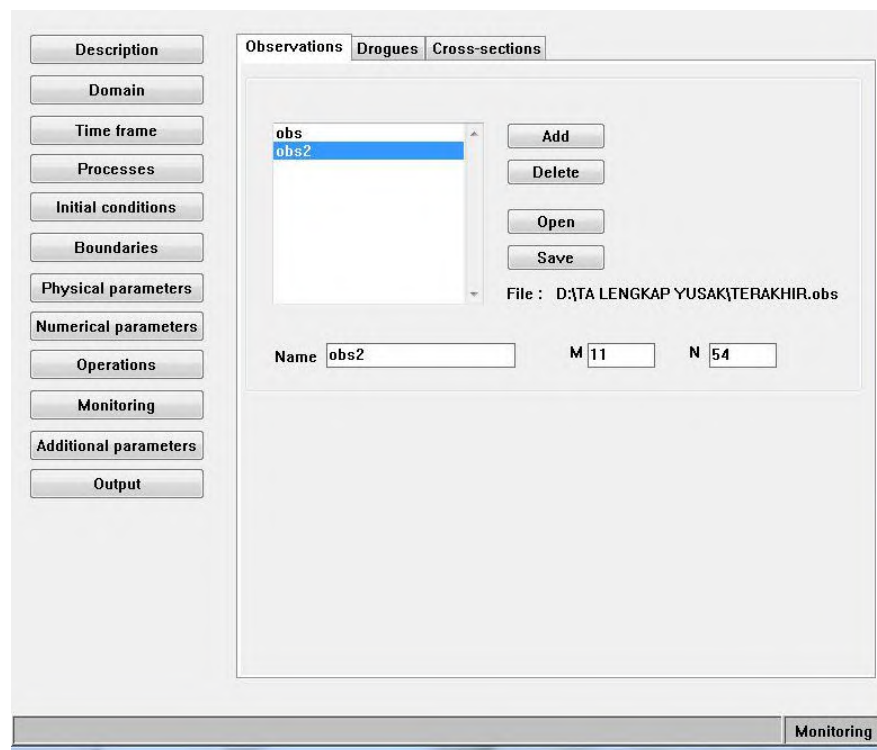 Description
Domain
Time frame
Processes
Initial conditions
Boundaries
Physical parameters
Numerical parameters
Operations
Monitoring
Additional parameters
Output
Observations
Drogues
Cross-sections
obs
obs2
Add
Delete
Open
Save
File : D:\TA LENGKAP YUSAK\TERAKHIR.obs
Name obs2 M 11 N 54
Monitoring